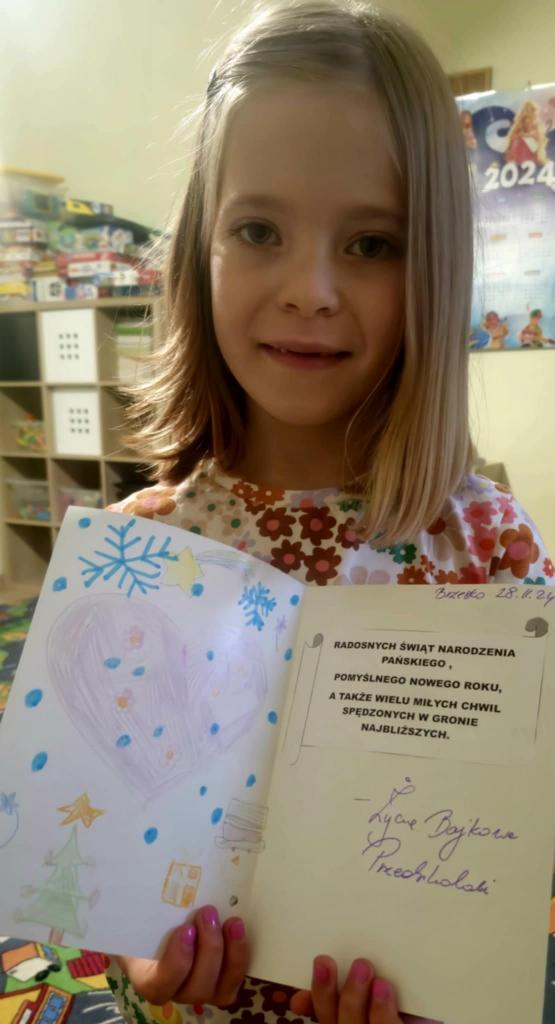 2024
Brzesko 28.11.24
RADOSNYCH ŚWIĄT NARODZENIA
PAŃSKIEGO ,
POMYŚLNEGO NOWEGO ROKU,
A TAKŻE WIELU MIŁYCH CHWIL
SPĘDZONYCH W GRONIE
NAJBLIŻSZYCH.
- Życzą Bajkowe
Przedszkolaki